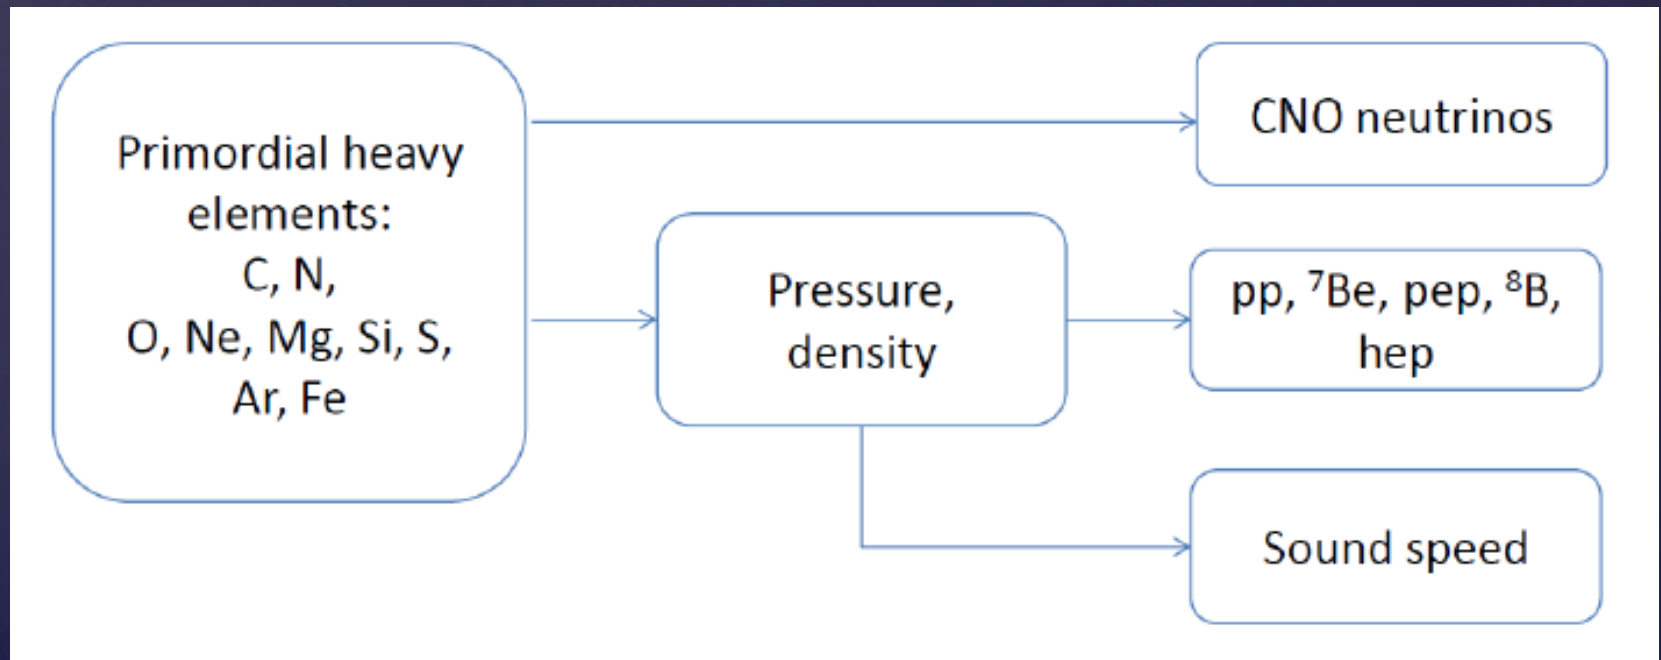 Primordial heavy
elements:
C, N,
O, Ne, Mg, Si, S,
Ar, Fe
Pressure,
density
CNO neutrinos
pp, ⁷Be, pep, ⁸B,
hep
Sound speed